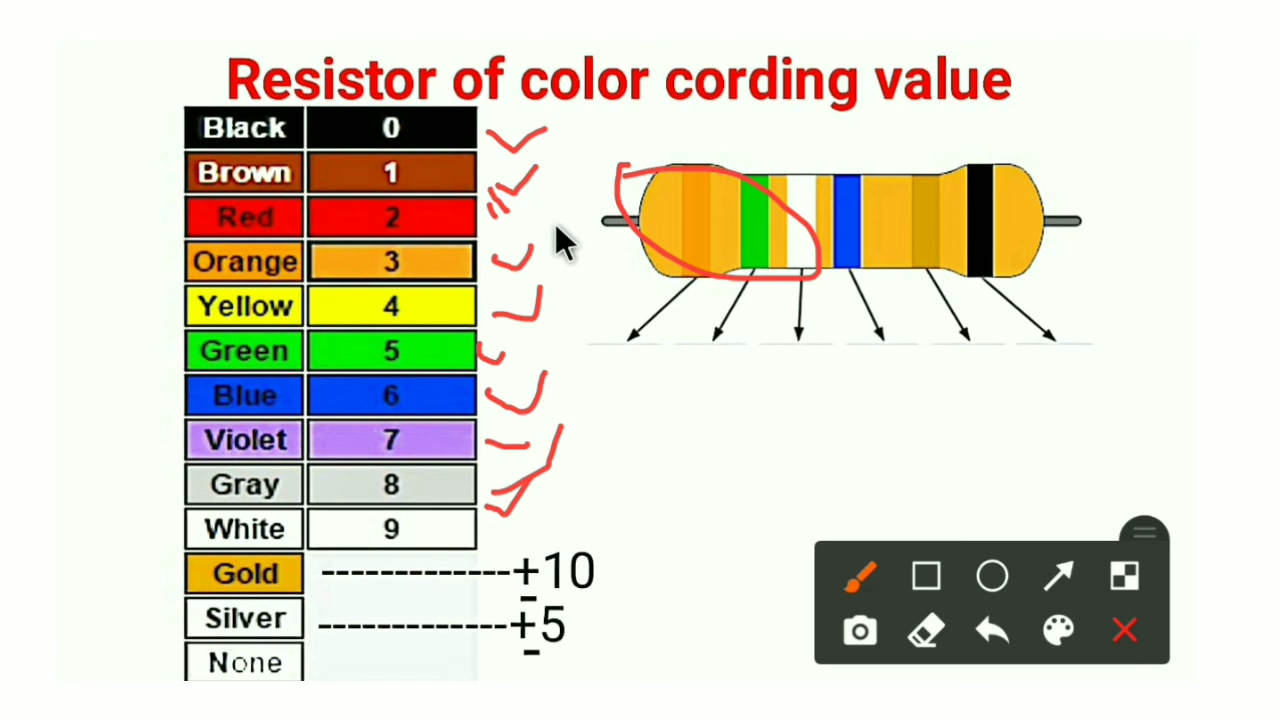 Resistor of color cording value
Black 0
Brown 1
Red 2
Orange 3
Yellow 4
Green 5
Blue 6
Violet 7
Gray 8
White 9
Gold -------------+10
Silver -------------+5
None